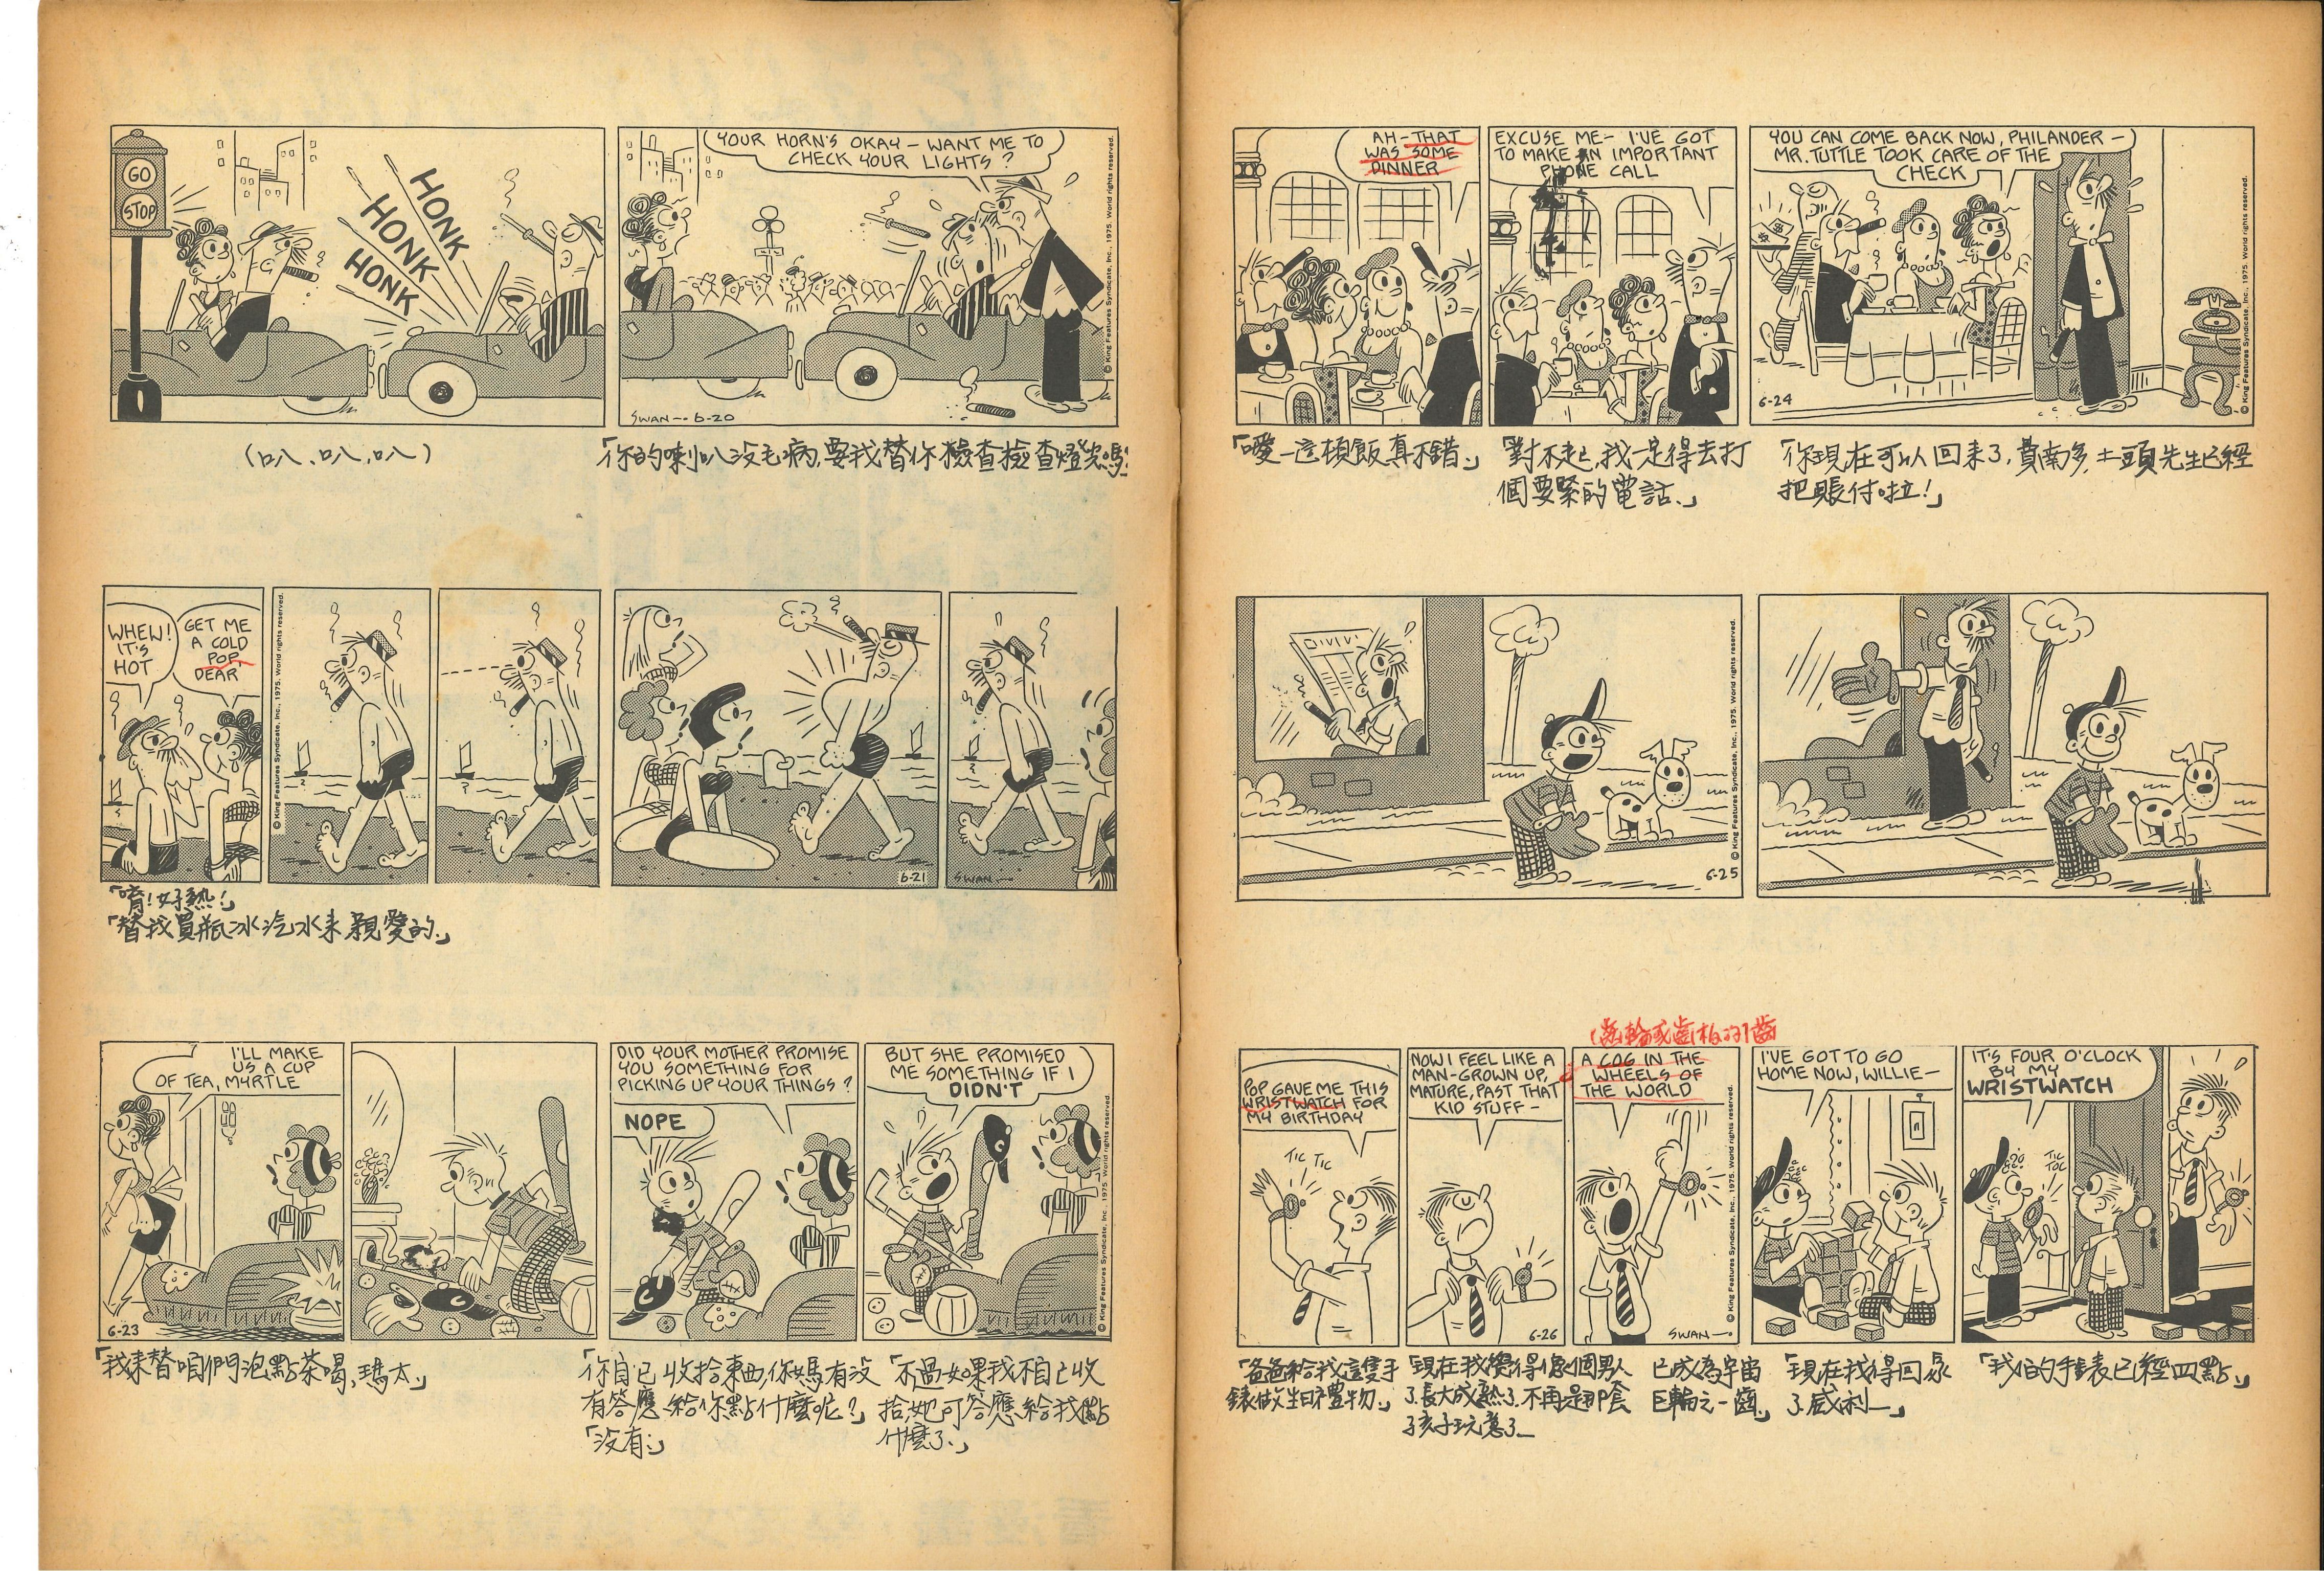 GO
STOP
HONK
HONK
HONK
YOUR HORN'S OKAY – WANT ME TO
CHECK YOUR LIGHTS?
SWAN–• 6-20
© King Features Syndicate, Inc., 1975. World rights reserved.
(叭、叭、叭)
「你的喇叭沒毛病,要我替你檢查檢查燈光嗎?
WHEW!
IT'S
HOT
GET ME
A COLD
POP,
DEAR
© King Features Syndicate, Inc., 1975. World rights reserved.
6-21
SWAN—
「唷!好熱!」
「替我買瓶冰汽水來,親愛的.」
I'LL MAKE
US A CUP
OF TEA, MYRTLE
6-23
DID YOUR MOTHER PROMISE
YOU SOMETHING FOR
PICKING UP YOUR THINGS?
NOPE
BUT SHE PROMISED
ME SOMETHING IF I
DIDN'T
© King Features Syndicate, Inc., 1975. World rights reserved.
「我來替咱們泡點茶喝,瑪太.」
「你自已收拾東西,你媽有沒
有答應給你點什麼呢?」
「沒有.」
「不過如果我不自己收
拾,她可答應給我點
什麼了.」
AH–THAT
WAS SOME
DINNER
EXCUSE ME– I'VE GOT
TO MAKE AN IMPORTANT
PHONE CALL
YOU CAN COME BACK NOW, PHILANDER –
MR. TUTTLE TOOK CARE OF THE
CHECK
6-24
© King Features Syndicate, Inc., 1975. World rights reserved.
「噯—這頓飯真不錯.」
「對不起,我一定得去打
個要緊的電話.」
「你現在可以回來了,費南多,土頭先生已經
把賬付啦!」
6-25
© King Features Syndicate, Inc., 1975. World rights reserved.
POP GAVE ME THIS
WRISTWATCH FOR
MY BIRTHDAY
TIC TIC
NOW I FEEL LIKE A
MAN–GROWN UP,
MATURE, PAST THAT
KID STUFF –
6-26
A COG IN THE
WHEELS OF
THE WORLD
SWAN—•
© King Features Syndicate, Inc., 1975. World rights reserved.
I'VE GOT TO GO
HOME NOW, WILLIE–
IT'S FOUR O'CLOCK
BY MY
WRISTWATCH
TIC
TOC
「爸爸給我這隻手
錶做生日禮物.」
「現在我覺得像個男人
了.長大成熟了.不再是那套
孩子玩意了—
已成為宇宙
巨輪之一齒.」
「現在我得回家
了,威利—」
「我的手錶已經四點.」